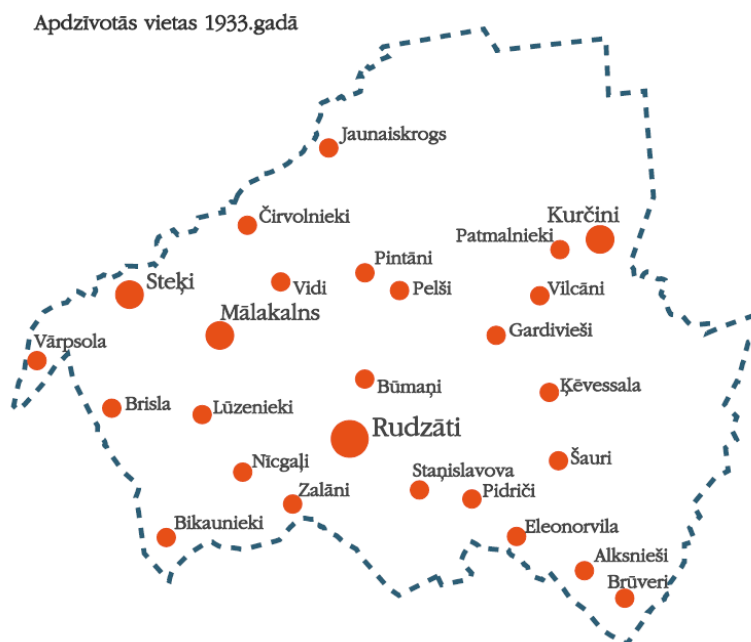 Apdzīvotās vietas 1933.gadā
Jaunaiskrogs
Čirvolnieki
Kurčini
Patmalnieki
Pintāni
Steķi
Vidi
Pelši
Vilcāni
Mālakalns
Gardivieši
Vārpsola
Būmaņi
Ķēvessala
Brisla
Lūzenieki
Rudzāti
Nīcgaļi
Šauri
Staņislavova
Zalāni
Pidriči
Bikaunieki
Eleonorvila
Alksnieši
Brūveri